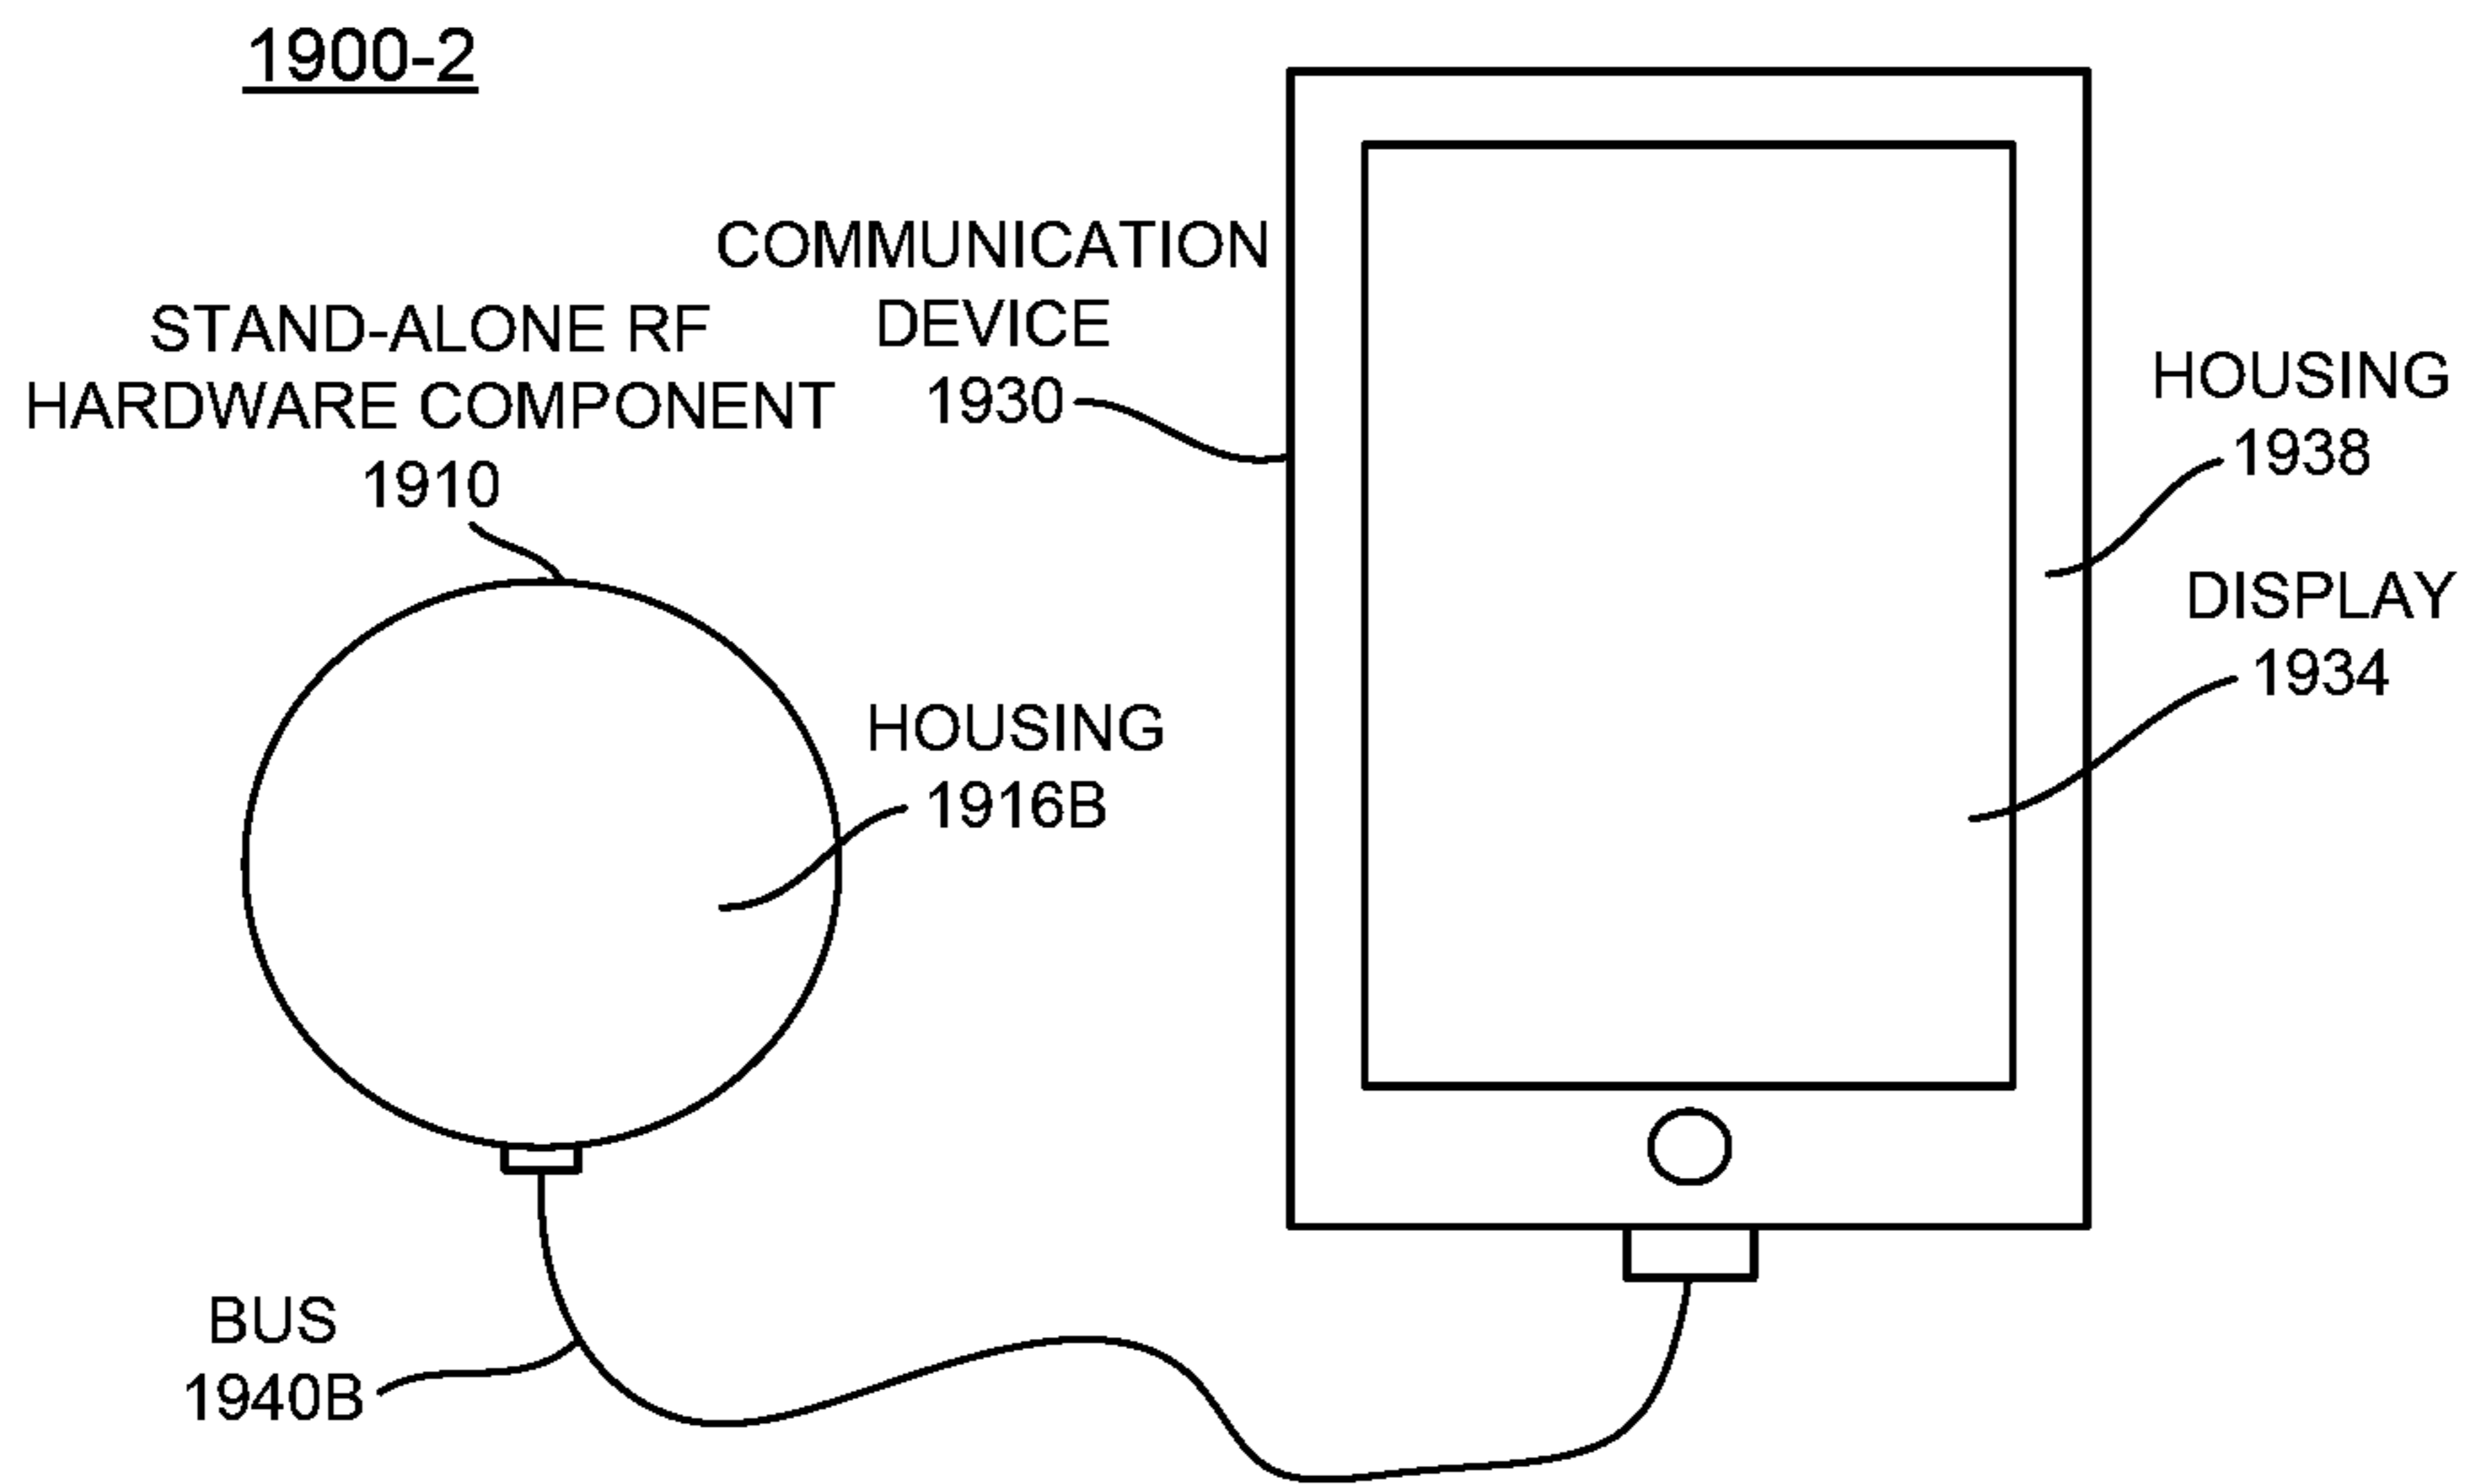 1900-2
COMMUNICATION
DEVICE
1930
STAND-ALONE RF
HARDWARE COMPONENT
1910
HOUSING
1938
DISPLAY
1934
HOUSING
1916B
BUS
1940B